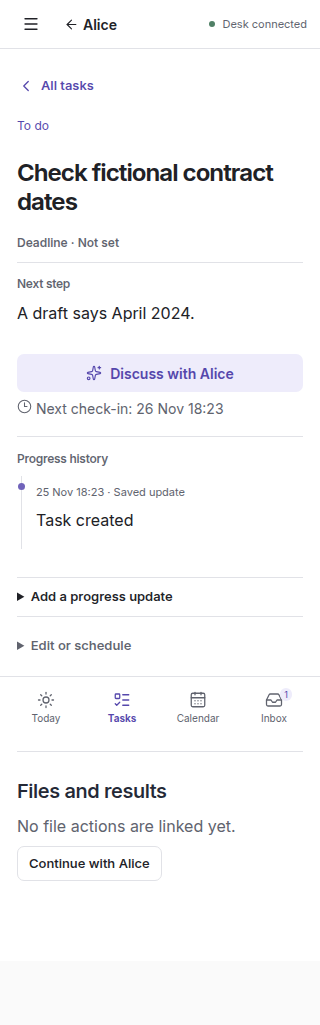 Alice
Desk connected
All tasks
To do
Check fictional contract
dates
Deadline · Not set
Next step
A draft says April 2024.
Discuss with Alice
Next check-in: 26 Nov 18:23
Progress history
25 Nov 18:23 · Saved update
Task created
Add a progress update
Edit or schedule
Today
Tasks
Calendar
1
Inbox
Files and results
No file actions are linked yet.
Continue with Alice